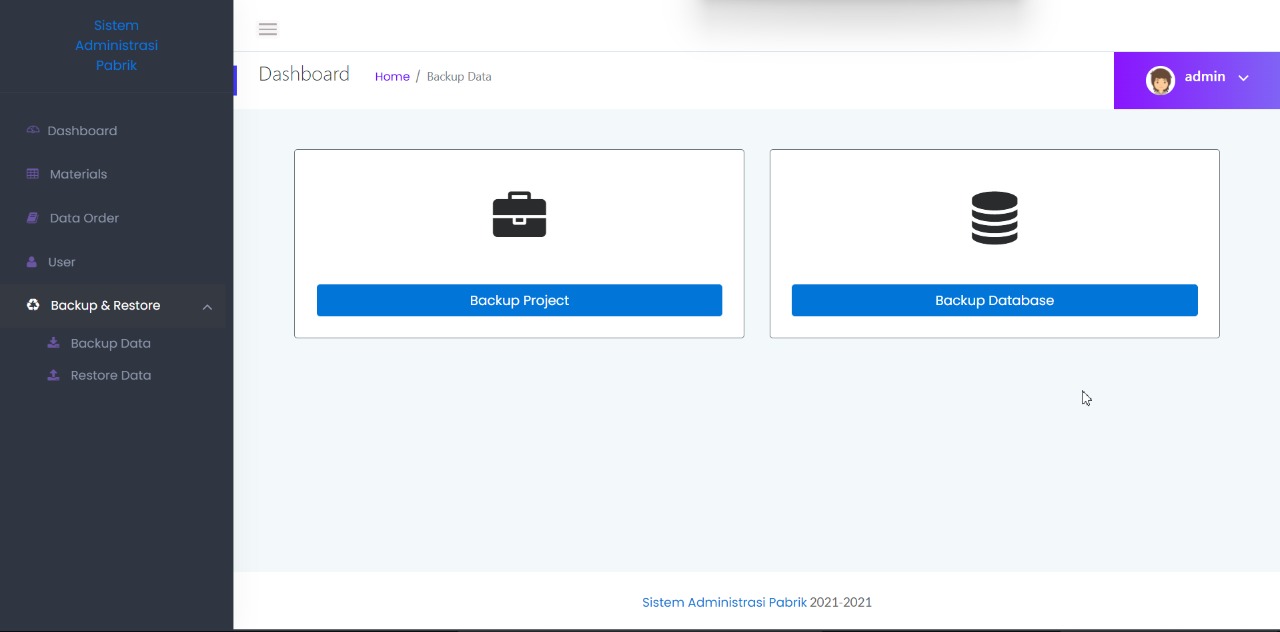 Sistem
Administrasi
Pabrik
Dashboard
Materials
Data Order
User
Backup & Restore
Backup Data
Restore Data
Dashboard
Home / Backup Data
admin
Backup Project
Backup Database
Sistem Administrasi Pabrik 2021-2021